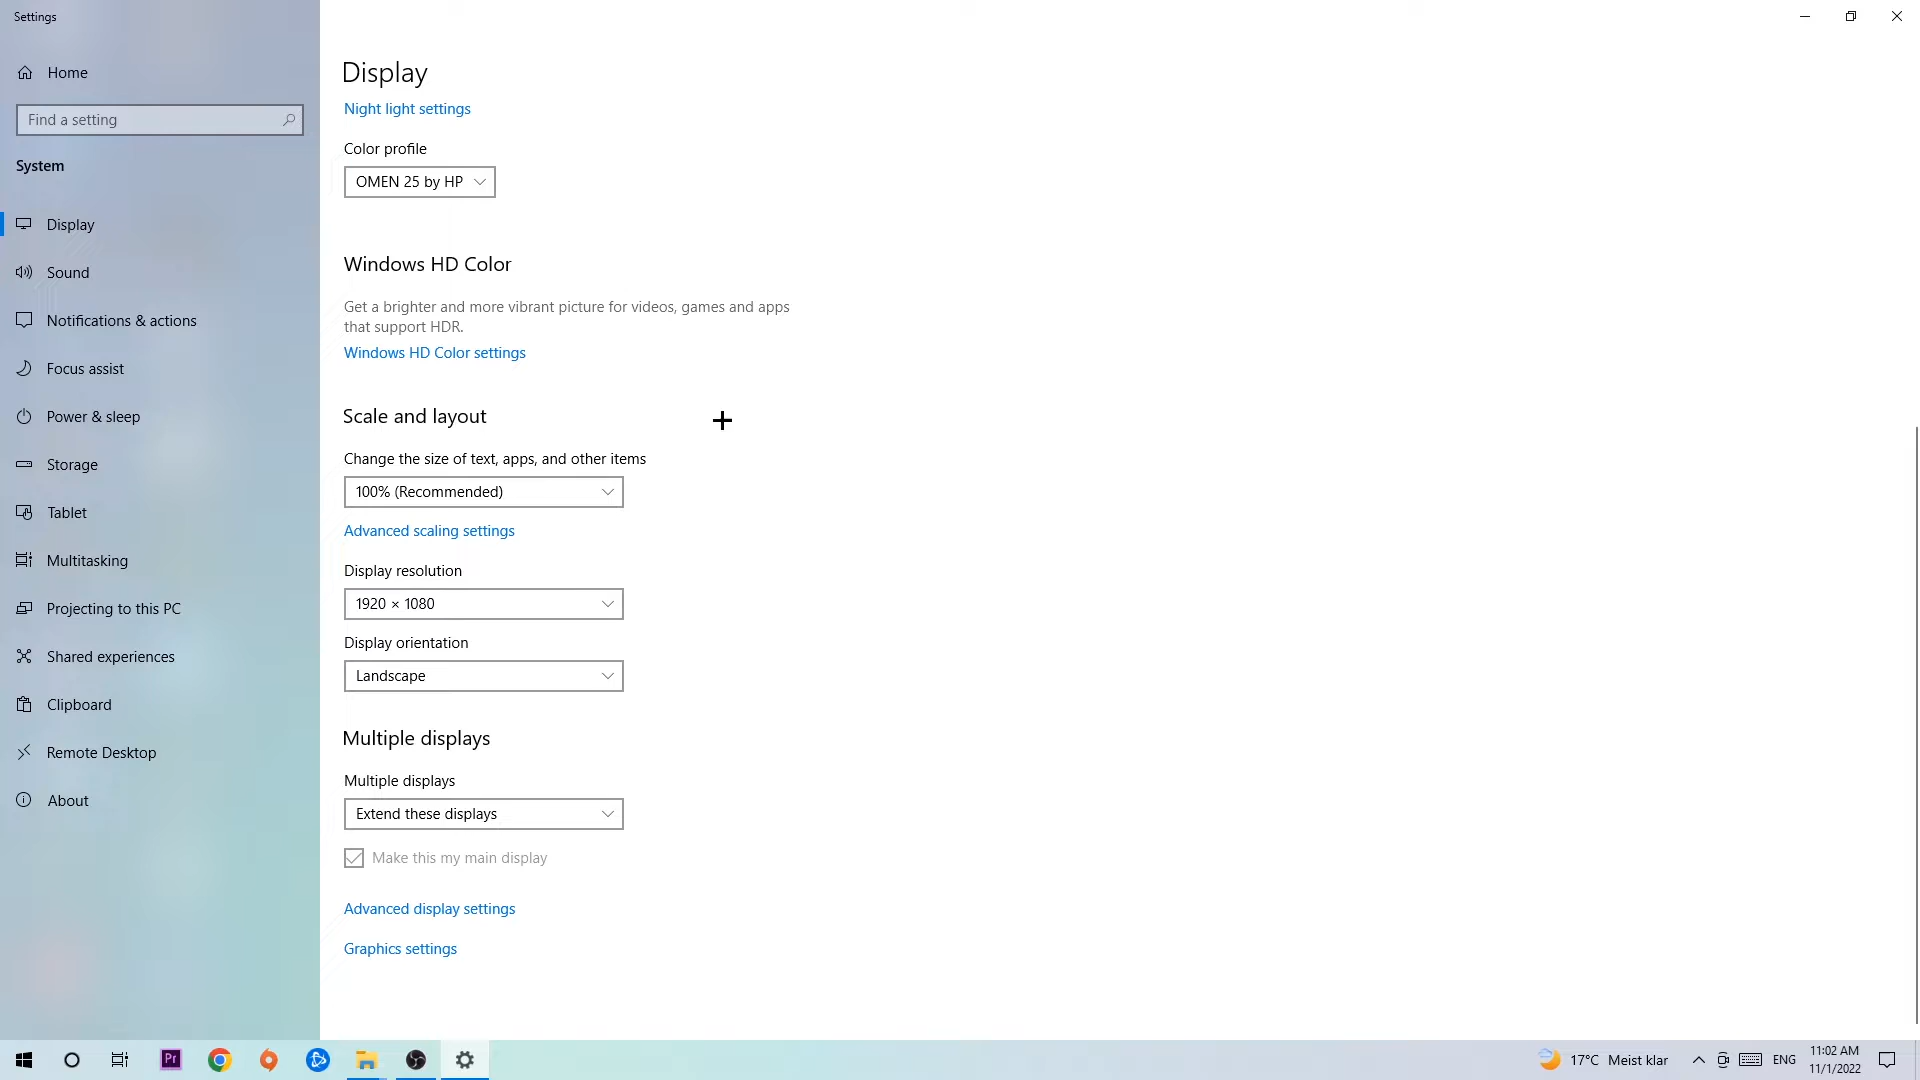 Settings
Home
Find a setting
System
Display
Sound
Notifications & actions
Focus assist
Power & sleep
Storage
Tablet
Multitasking
Projecting to this PC
Shared experiences
Clipboard
Remote Desktop
About
Display
Night light settings
Color profile
OMEN 25 by HP
Windows HD Color
Get a brighter and more vibrant picture for videos, games and apps
that support HDR.
Windows HD Color settings
Scale and layout
Change the size of text, apps, and other items
100% (Recommended)
Advanced scaling settings
Display resolution
1920 × 1080
Display orientation
Landscape
Multiple displays
Multiple displays
Extend these displays
Make this my main display
Advanced display settings
Graphics settings
Pr
17°C Meist klar
ENG
11:02 AM
11/1/2022